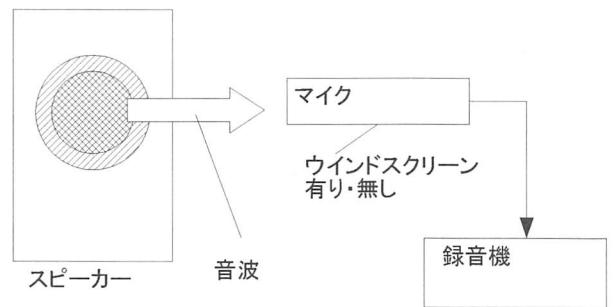 マイク
ウインドスクリーン
有り・無し
録音機
音波
スピーカー